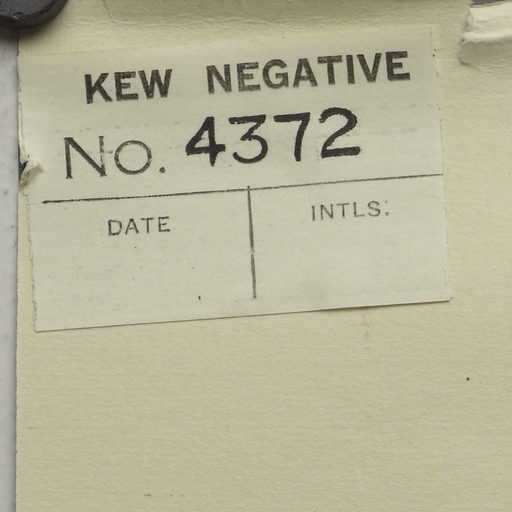 KEW NEGATIVE
No. 4372
DATE INTLS: